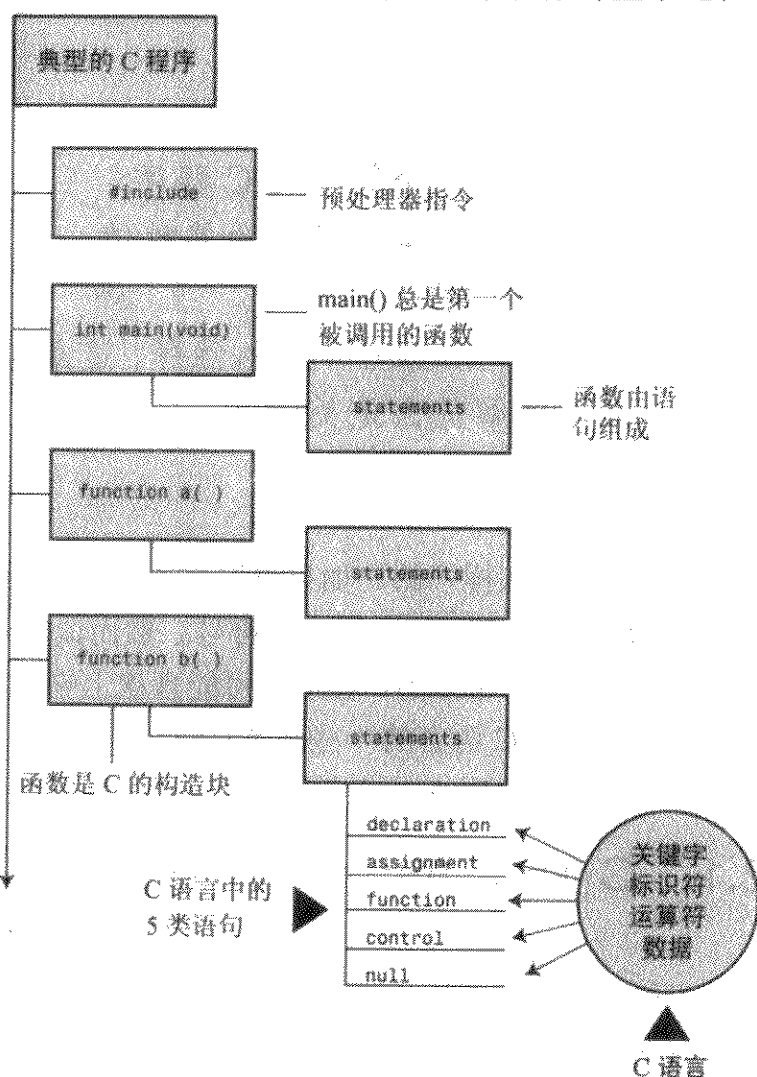 典型的 C 程序
#include
预处理器指令
int main(void)
main() 总是第一个
被调用的函数
statements
函数由语
句组成
function a( )
statements
function b( )
statements
函数是 C 的构造块
declaration
assignment
function
control
null
C 语言中的
5 类语句
关键字
标识符
运算符
数据
C 语言